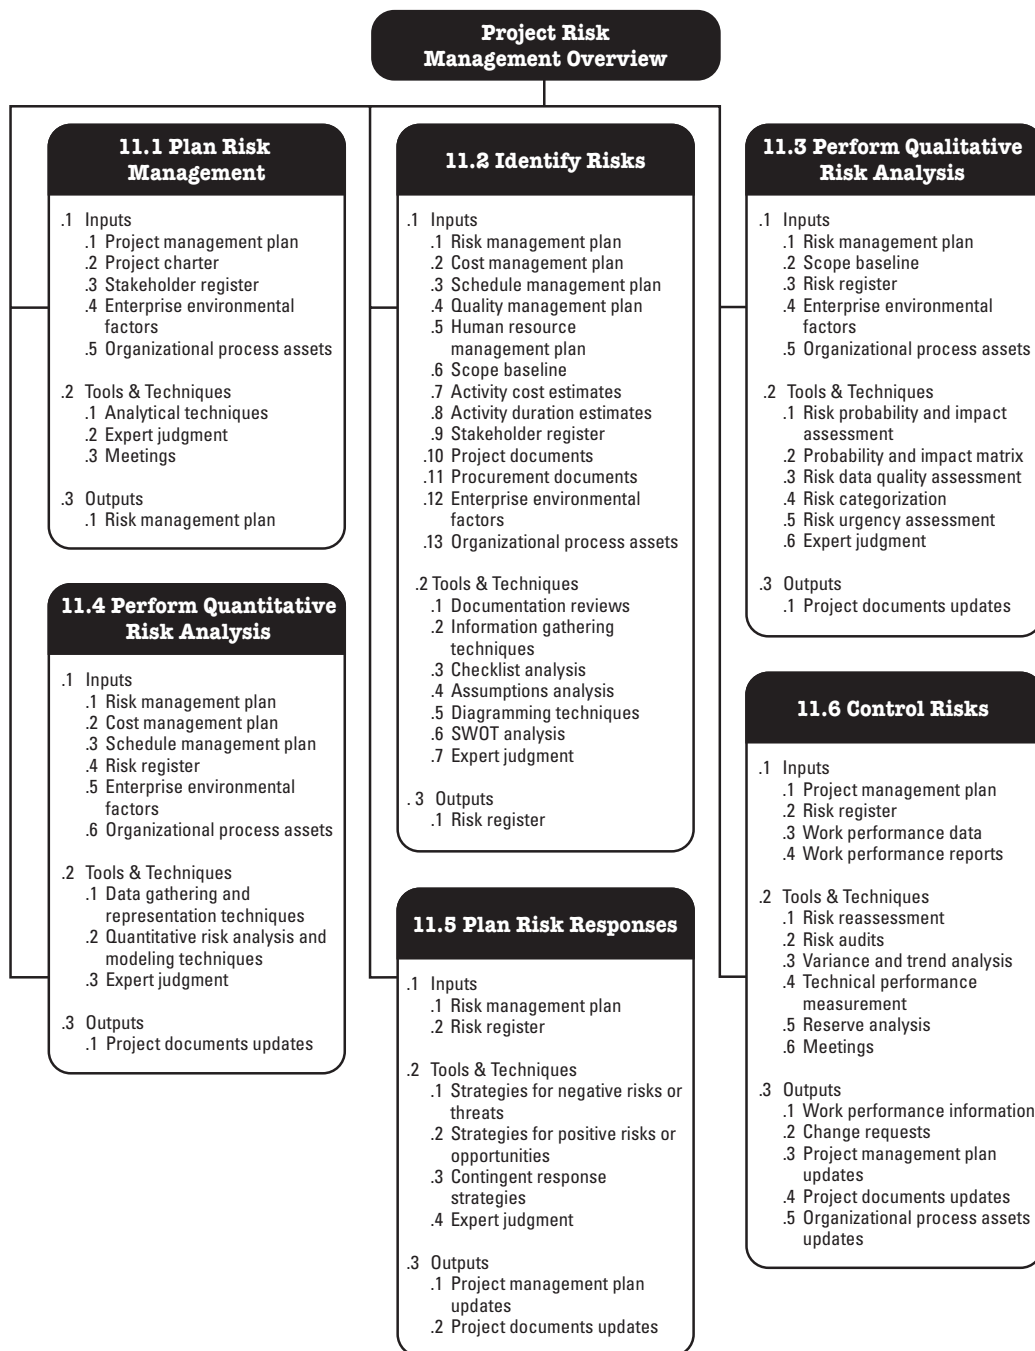 Project Risk
Management Overview
11.1 Plan Risk
Management
.1 Inputs
.1 Project management plan
.2 Project charter
.3 Stakeholder register
.4 Enterprise environmental
factors
.5 Organizational process assets
.2 Tools & Techniques
.1 Analytical techniques
.2 Expert judgment
.3 Meetings
.3 Outputs
.1 Risk management plan
11.2 Identify Risks
.1 Inputs
.1 Risk management plan
.2 Cost management plan
.3 Schedule management plan
.4 Quality management plan
.5 Human resource
management plan
.6 Scope baseline
.7 Activity cost estimates
.8 Activity duration estimates
.9 Stakeholder register
.10 Project documents
.11 Procurement documents
.12 Enterprise environmental
factors
.13 Organizational process assets
.2 Tools & Techniques
.1 Documentation reviews
.2 Information gathering
techniques
.3 Checklist analysis
.4 Assumptions analysis
.5 Diagramming techniques
.6 SWOT analysis
.7 Expert judgment
. 3 Outputs
.1 Risk register
11.3 Perform Qualitative
Risk Analysis
.1 Inputs
.1 Risk management plan
.2 Scope baseline
.3 Risk register
.4 Enterprise environmental
factors
.5 Organizational process assets
.2 Tools & Techniques
.1 Risk probability and impact
assessment
.2 Probability and impact matrix
.3 Risk data quality assessment
.4 Risk categorization
.5 Risk urgency assessment
.6 Expert judgment
.3 Outputs
.1 Project documents updates
11.4 Perform Quantitative
Risk Analysis
.1 Inputs
.1 Risk management plan
.2 Cost management plan
.3 Schedule management plan
.4 Risk register
.5 Enterprise environmental
factors
.6 Organizational process assets
.2 Tools & Techniques
.1 Data gathering and
representation techniques
.2 Quantitative risk analysis and
modeling techniques
.3 Expert judgment
.3 Outputs
.1 Project documents updates
11.5 Plan Risk Responses
.1 Inputs
.1 Risk management plan
.2 Risk register
.2 Tools & Techniques
.1 Strategies for negative risks or
threats
.2 Strategies for positive risks or
opportunities
.3 Contingent response
strategies
.4 Expert judgment
.3 Outputs
.1 Project management plan
updates
.2 Project documents updates
11.6 Control Risks
.1 Inputs
.1 Project management plan
.2 Risk register
.3 Work performance data
.4 Work performance reports
.2 Tools & Techniques
.1 Risk reassessment
.2 Risk audits
.3 Variance and trend analysis
.4 Technical performance
measurement
.5 Reserve analysis
.6 Meetings
.3 Outputs
.1 Work performance information
.2 Change requests
.3 Project management plan
updates
.4 Project documents updates
.5 Organizational process assets
updates